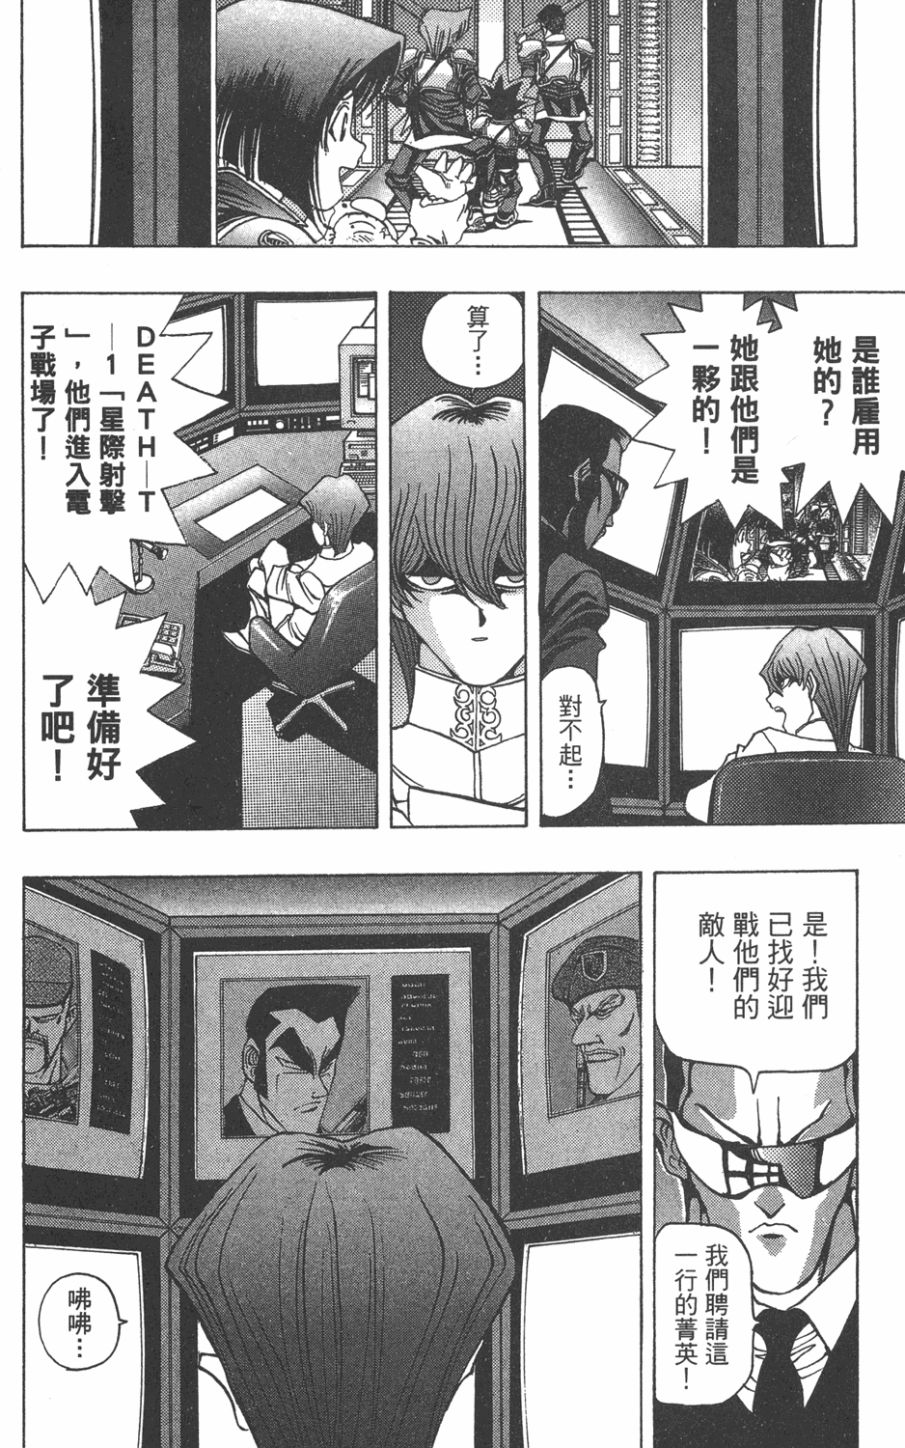 是誰雇用
她的？
她跟他們是
一夥的！
對不起…
算了…
DEATH—T
—1「星際射擊
」，他們進入電
子戰場了！
準備好
了吧！
是！我們
已找好迎
戰他們的
敵人！
我們聘請這
一行的菁英！
咈咈…